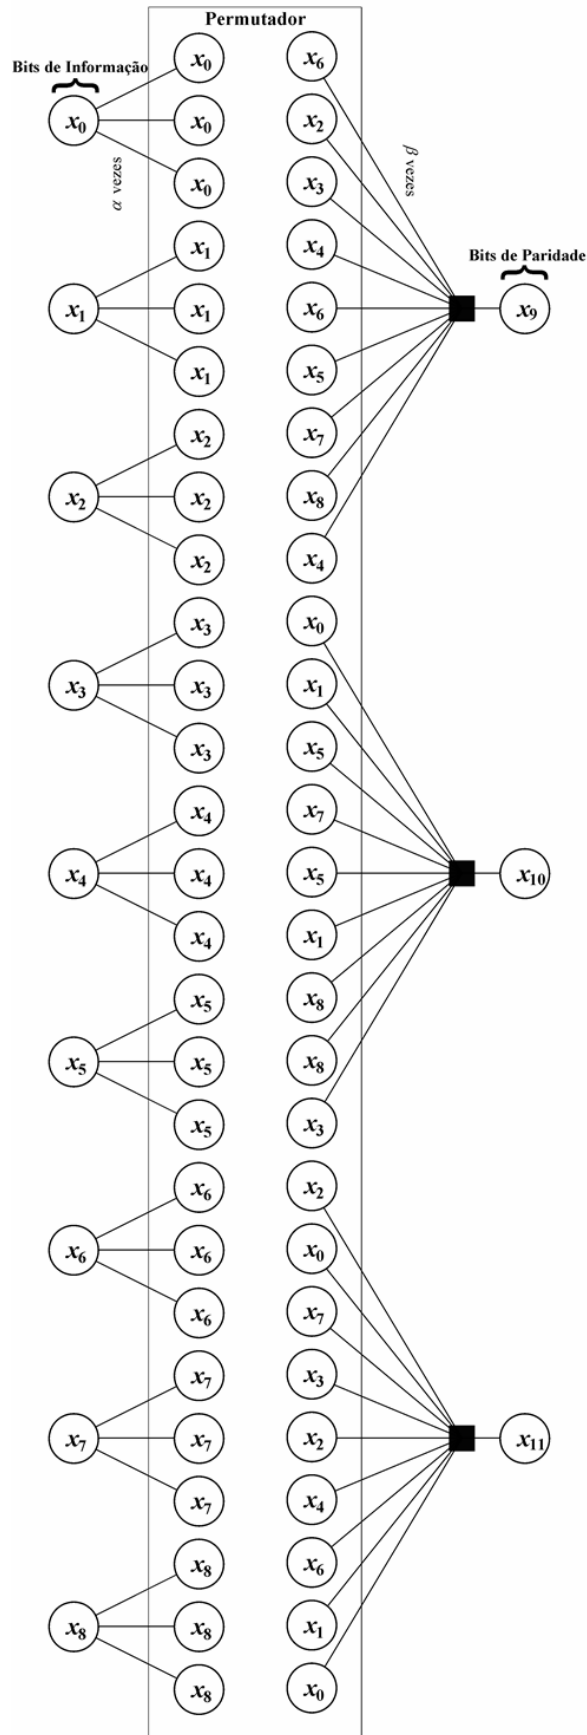 Permutador
Bits de Informação
x0
x0
x0
x0
α vezes
x1
x1
x1
x1
x2
x2
x2
x2
x3
x3
x3
x3
x4
x4
x4
x4
x5
x5
x5
x5
x6
x6
x6
x6
x7
x7
x7
x7
x8
x8
x8
x8
x6
x2
x3
x4
x6
x5
x7
x8
x4
x0
x1
x5
x7
x5
x1
x8
x8
x3
x2
x0
x7
x3
x2
x4
x6
x1
x0
β vezes
Bits de Paridade
x9
x10
x11